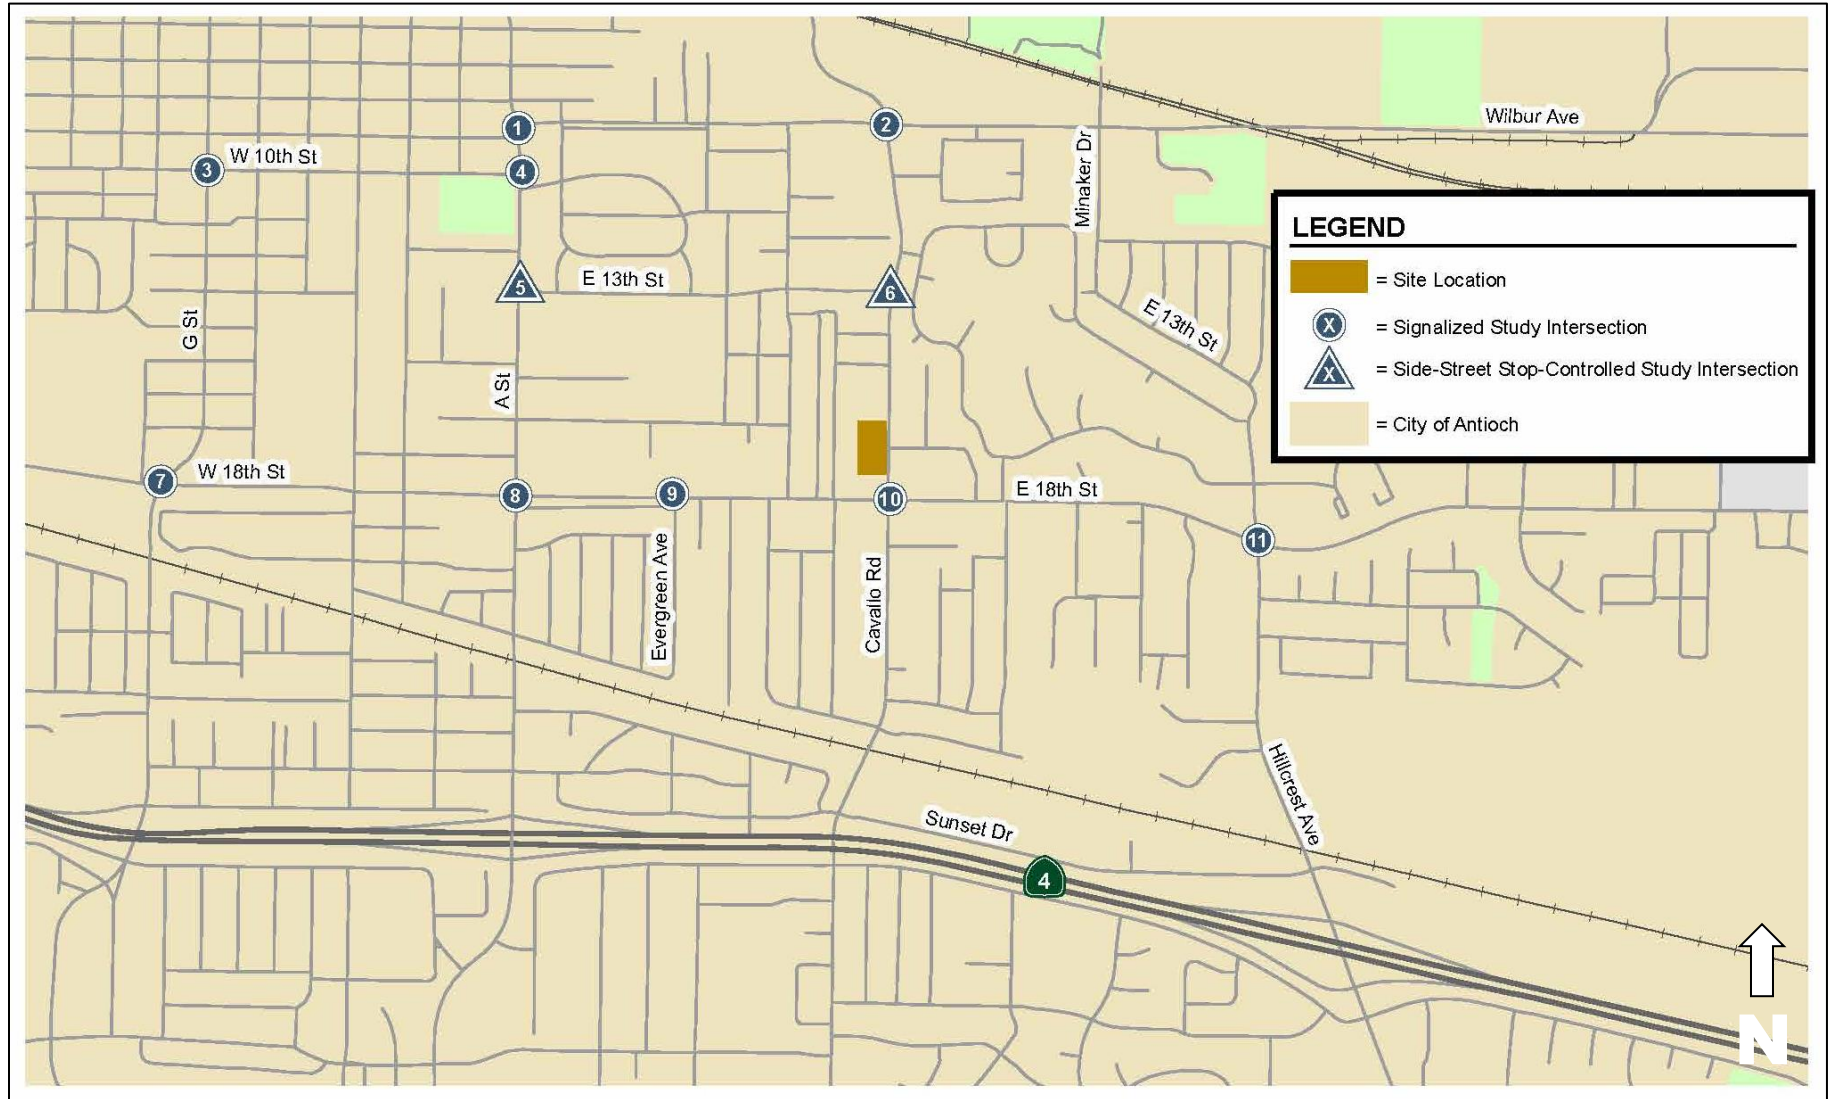 Wilbur Ave
1
2
W 10th St
3
4
Minaker Dr
LEGEND
= Site Location
X = Signalized Study Intersection
X = Side-Street Stop-Controlled Study Intersection
= City of Antioch
5
E 13th St
6
G St
E 13th St
A St
7
W 18th St
8
9
10
E 18th St
11
Evergreen Ave
Cavallo Rd
Hillcrest Ave
Sunset Dr
4
N